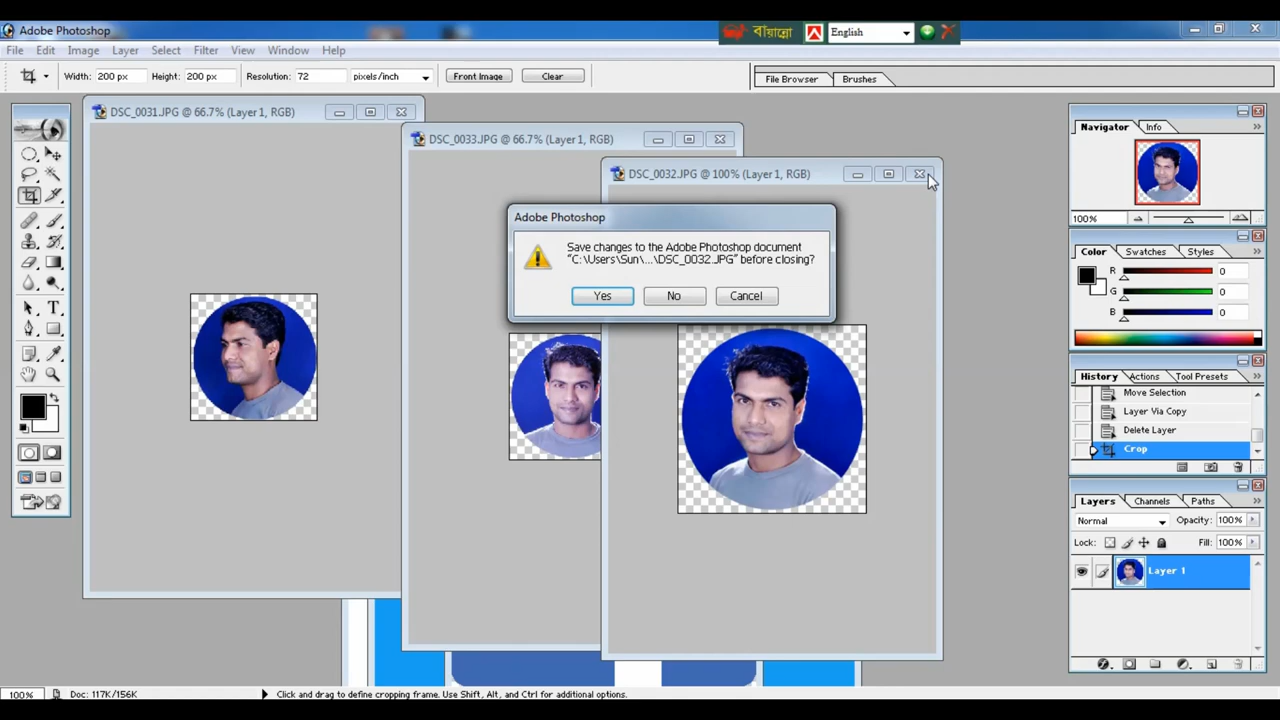 Adobe Photoshop
বায়ান্নো
English
File Edit Image Layer Select Filter View Window Help
Width: 200 px Height: 200 px Resolution: 72 pixels/inch Front Image Clear File Browser Brushes
DSC_0031.JPG @ 66.7% (Layer 1, RGB)
DSC_0033.JPG @ 66.7% (Layer 1, RGB)
DSC_0032.JPG @ 100% (Layer 1, RGB)
Adobe Photoshop
Save changes to the Adobe Photoshop document
"C:\Users\Sun\...\DSC_0032.JPG" before closing?
Yes No Cancel
Navigator Info
100%
Color Swatches Styles
R 0
G 0
B 0
History Actions Tool Presets
Move Selection
Layer Via Copy
Delete Layer
Crop
Layers Channels Paths
Normal Opacity: 100%
Lock: Fill: 100%
Layer 1
100% Doc: 117K/156K Click and drag to define cropping frame. Use Shift, Alt, and Ctrl for additional options.